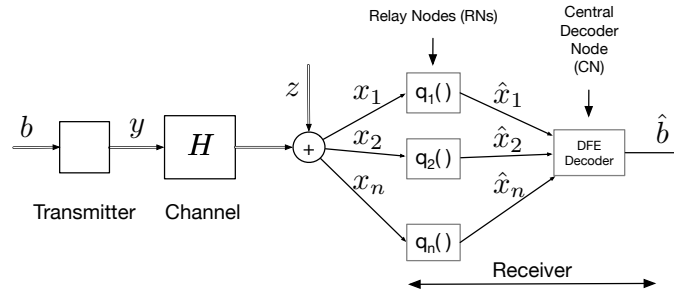 Relay Nodes (RNs)
Central
Decoder
Node
(CN)
z
x₁
q₁()
x̂₁
b
y
H
+
x₂
q₂()
x̂₂
DFE
Decoder
b̂
xₙ
qₙ()
x̂ₙ
Transmitter
Channel
Receiver